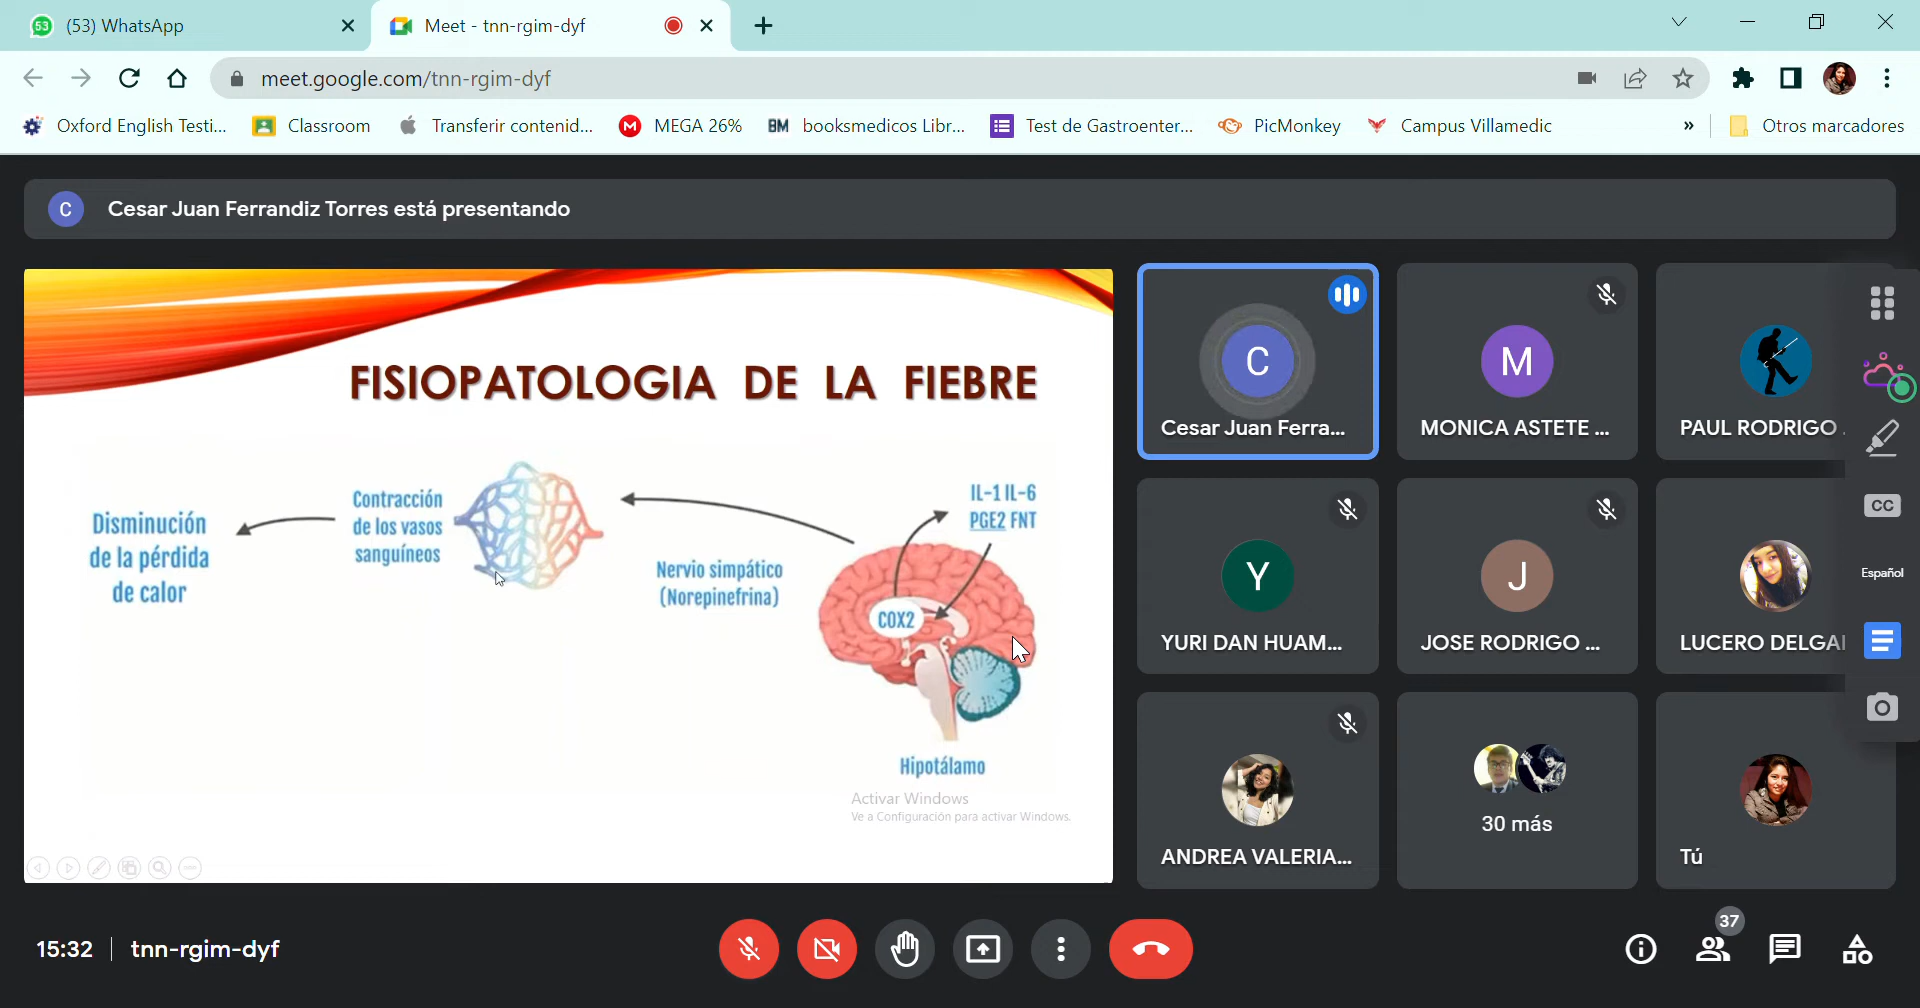 53
(53) WhatsApp
Meet - tnn-rgim-dyf
meet.google.com/tnn-rgim-dyf
Oxford English Testi...
Classroom
Transferir contenid...
MEGA 26%
BM
booksmedicos Libr...
Test de Gastroenter...
PicMonkey
Campus Villamedic
»
Otros marcadores
C
Cesar Juan Ferrandiz Torres está presentando
FISIOPATOLOGIA DE LA FIEBRE
Disminución
de la pérdida
de calor
Contracción
de los vasos
sanguíneos
Nervio simpático
(Norepinefrina)
IL-1 IL-6
PGE2 FNT
COX2
Hipotálamo
Activar Windows
Ve a Configuración para activar Windows.
C
Cesar Juan Ferra...
M
MONICA ASTETE ...
PAUL RODRIGO
Y
YURI DAN HUAM...
J
JOSE RODRIGO ...
LUCERO DELGA
ANDREA VALERIA...
30 más
Tú
CC
Español
15:32
tnn-rgim-dyf
37